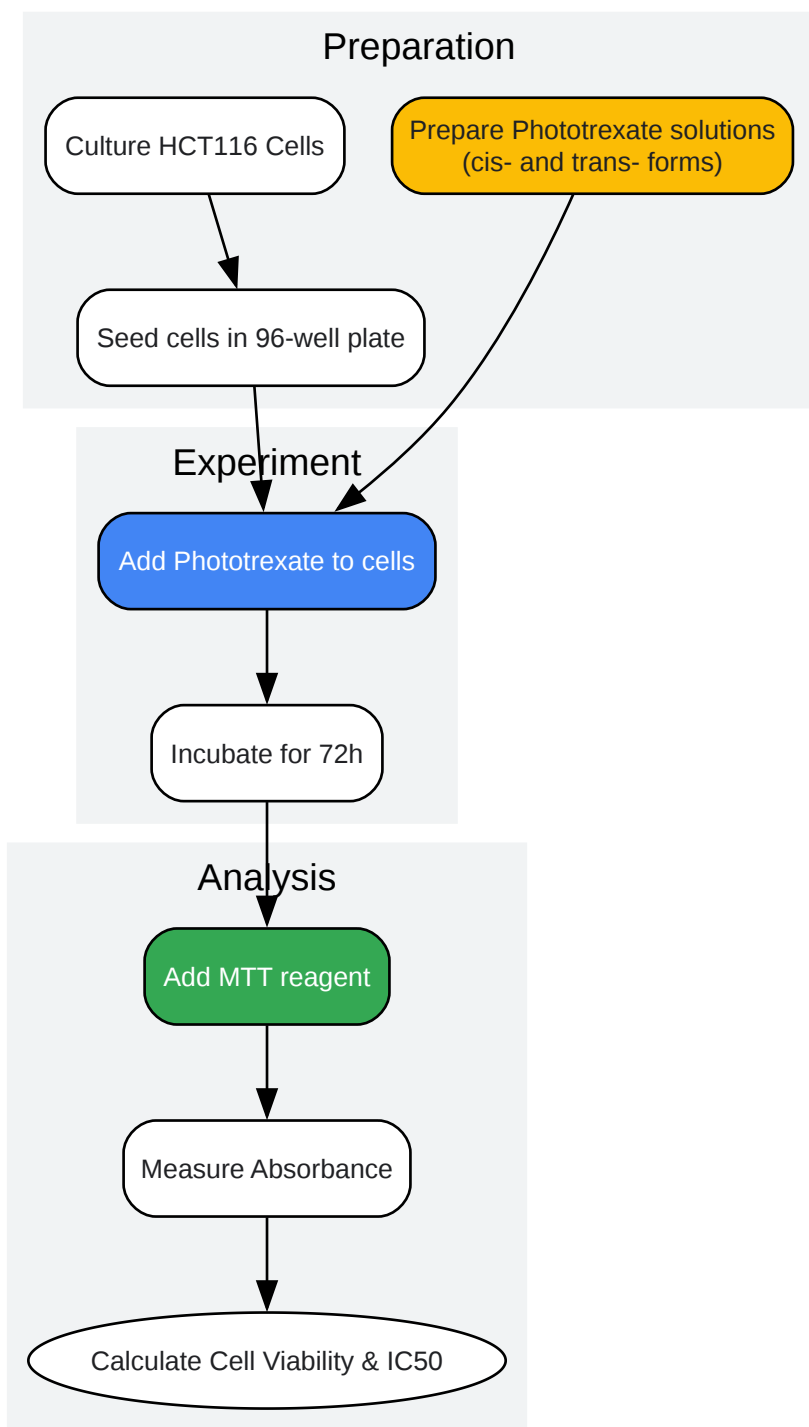 Preparation
Culture HCT116 Cells
Prepare Phototrexate solutions
(cis- and trans- forms)
Seed cells in 96-well plate
Experiment
Add Phototrexate to cells
Incubate for 72h
Analysis
Add MTT reagent
Measure Absorbance
Calculate Cell Viability & IC50